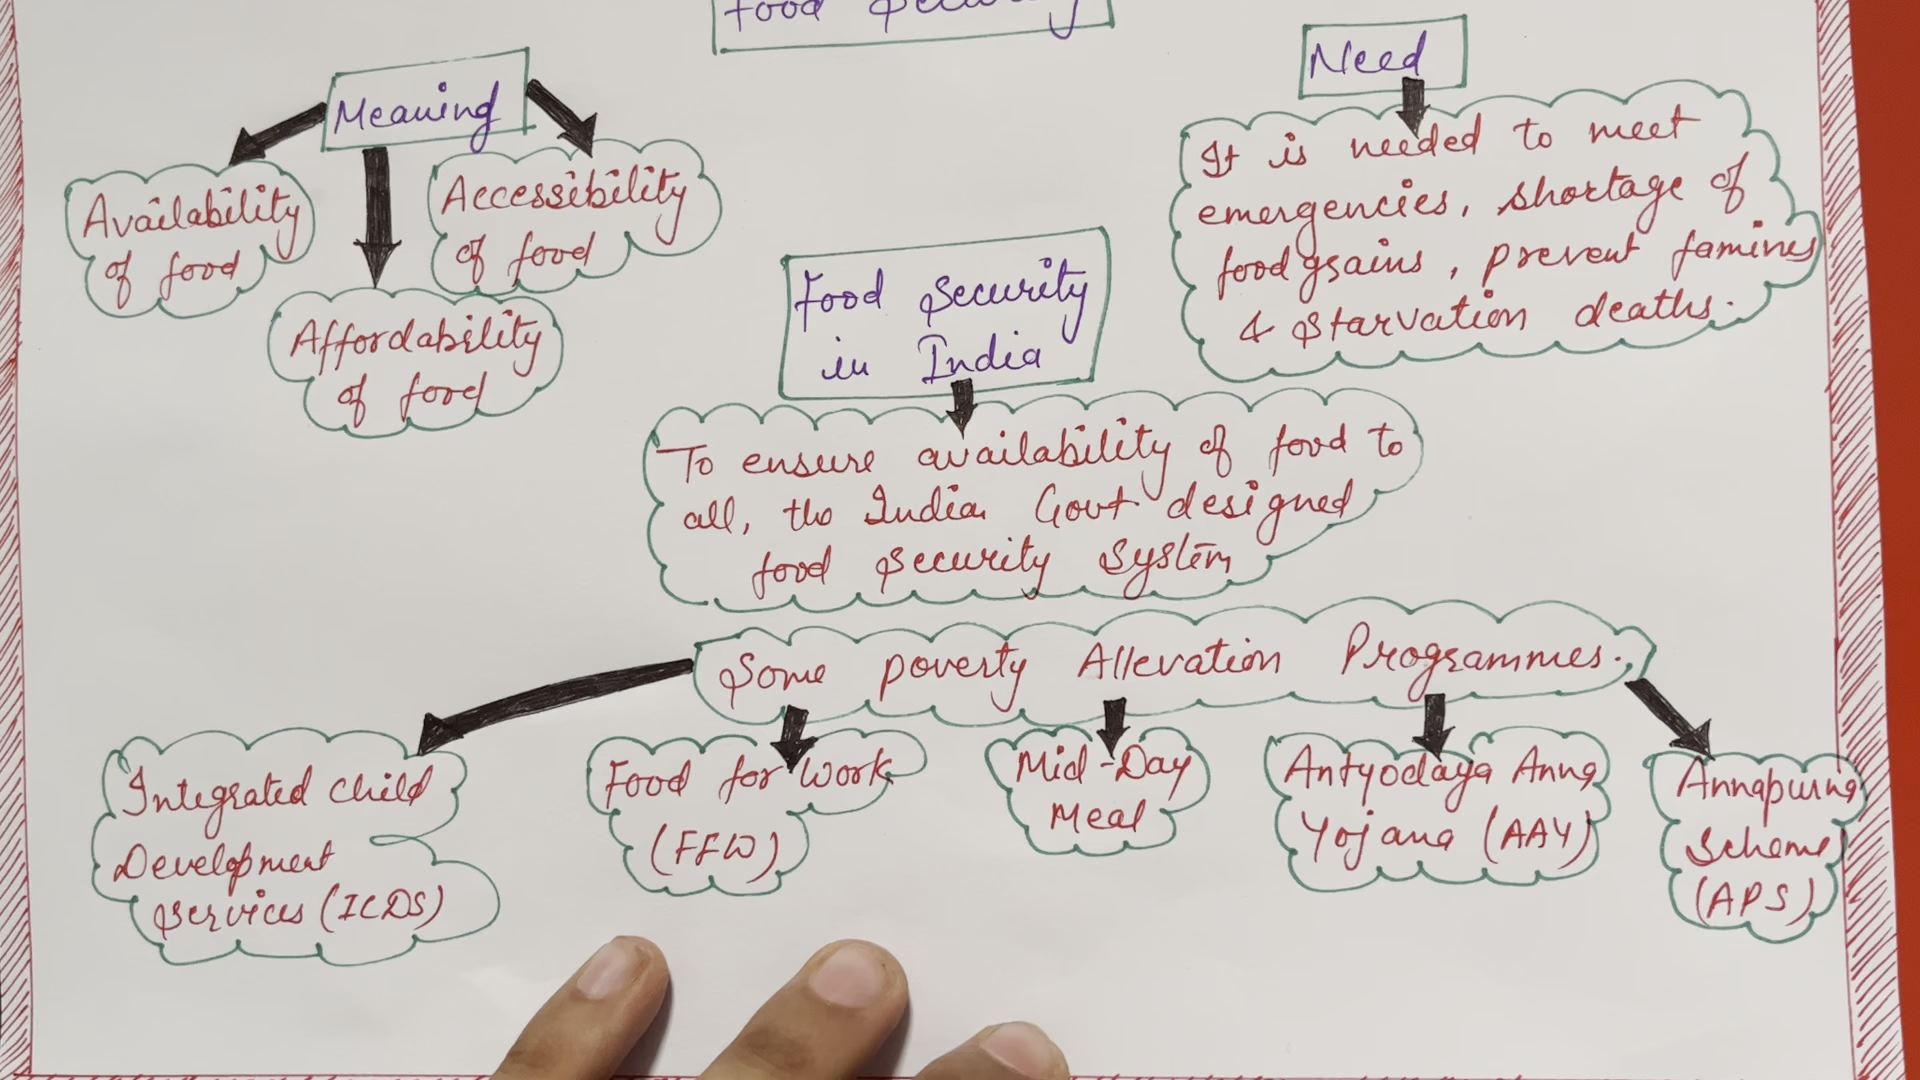 Food Security
Meaning
Availability
of food
Accessibility
of food
Affordability
of food
Need
It is needed to meet
emergencies, shortage of
foodgrains, prevent famines
& starvation deaths.
Food Security
in India
To ensure availability of food to
all, the Indian Govt designed
food security system
Some poverty Allevation Programmes.
Integrated child
Development
Services (ICDS)
Food for Work
(FFW)
Mid-Day
Meal
Antyodaya Anna
Yojana (AAY)
Annapurna
Scheme
(APS)